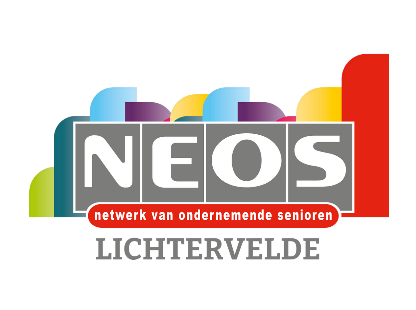 NEOS
netwerk van ondernemende senioren
LICHTERVELDE